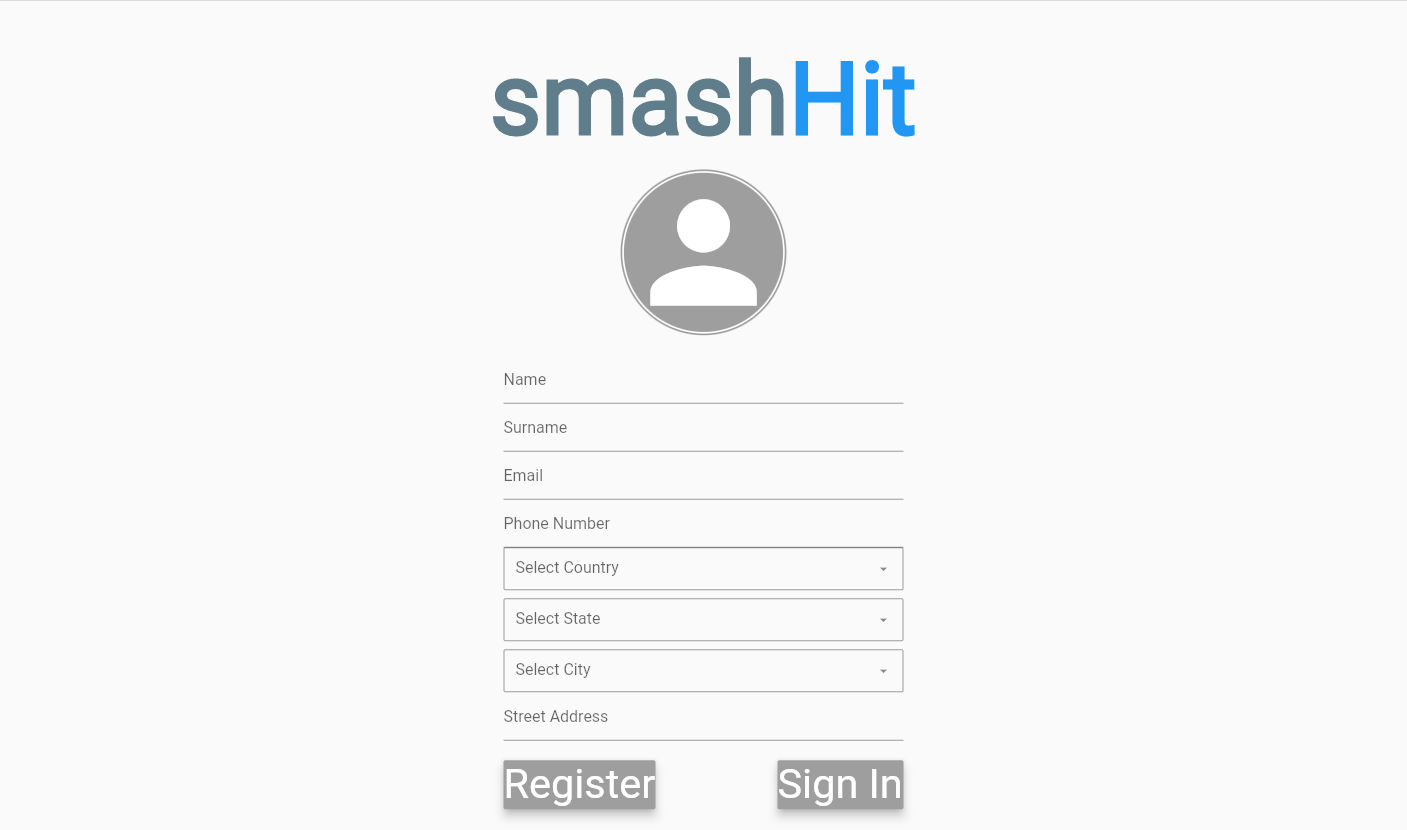 smashHit
Name
Surname
Email
Phone Number
Select Country
Select State
Select City
Street Address
Register
Sign In